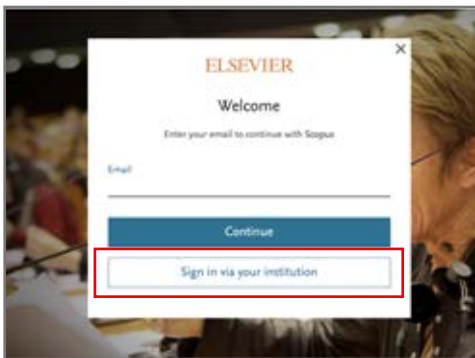 ELSEVIER
Welcome
Enter your email to continue with Scopus
Email
Continue
Sign in via your institution